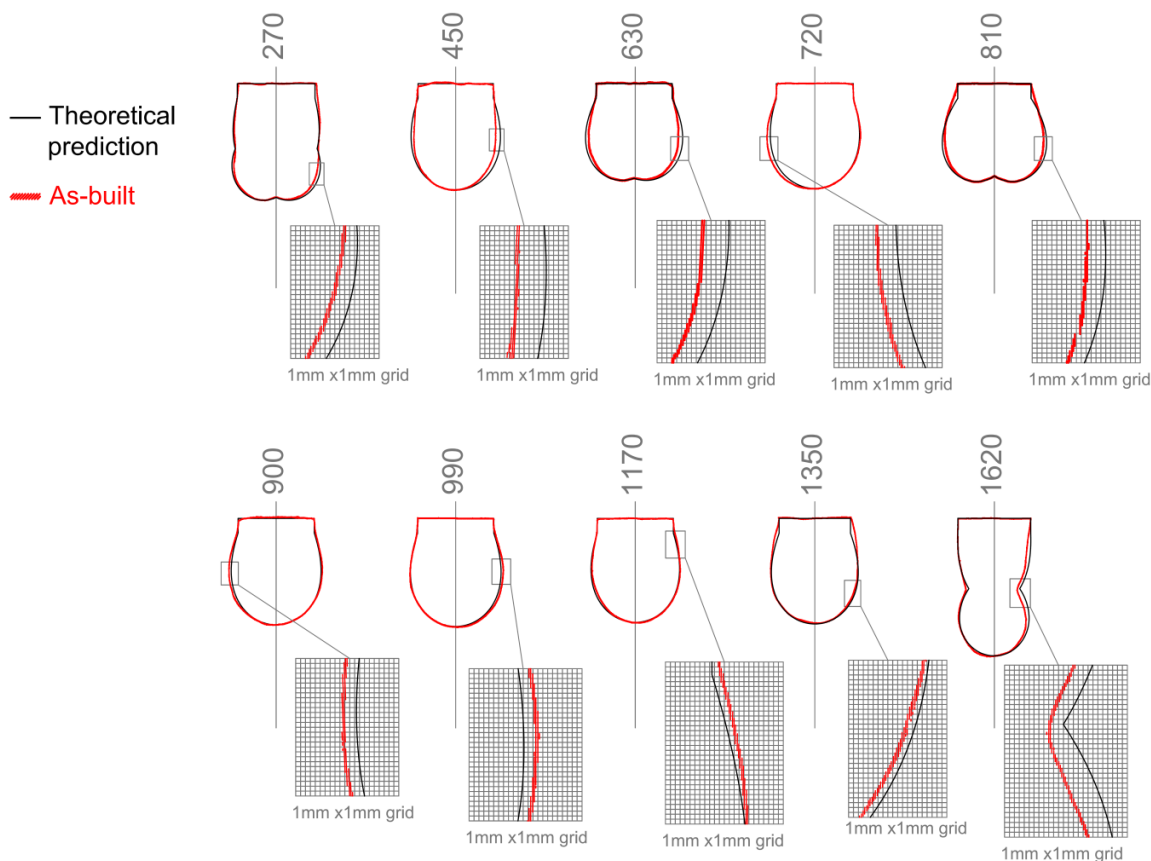 270
450
630
720
810
Theoretical
prediction
As-built
1mm x1mm grid
1mm x1mm grid
1mm x1mm grid
1mm x1mm grid
1mm x1mm grid
900
990
1170
1350
1620
1mm x1mm grid
1mm x1mm grid
1mm x1mm grid
1mm x1mm grid
1mm x1mm grid